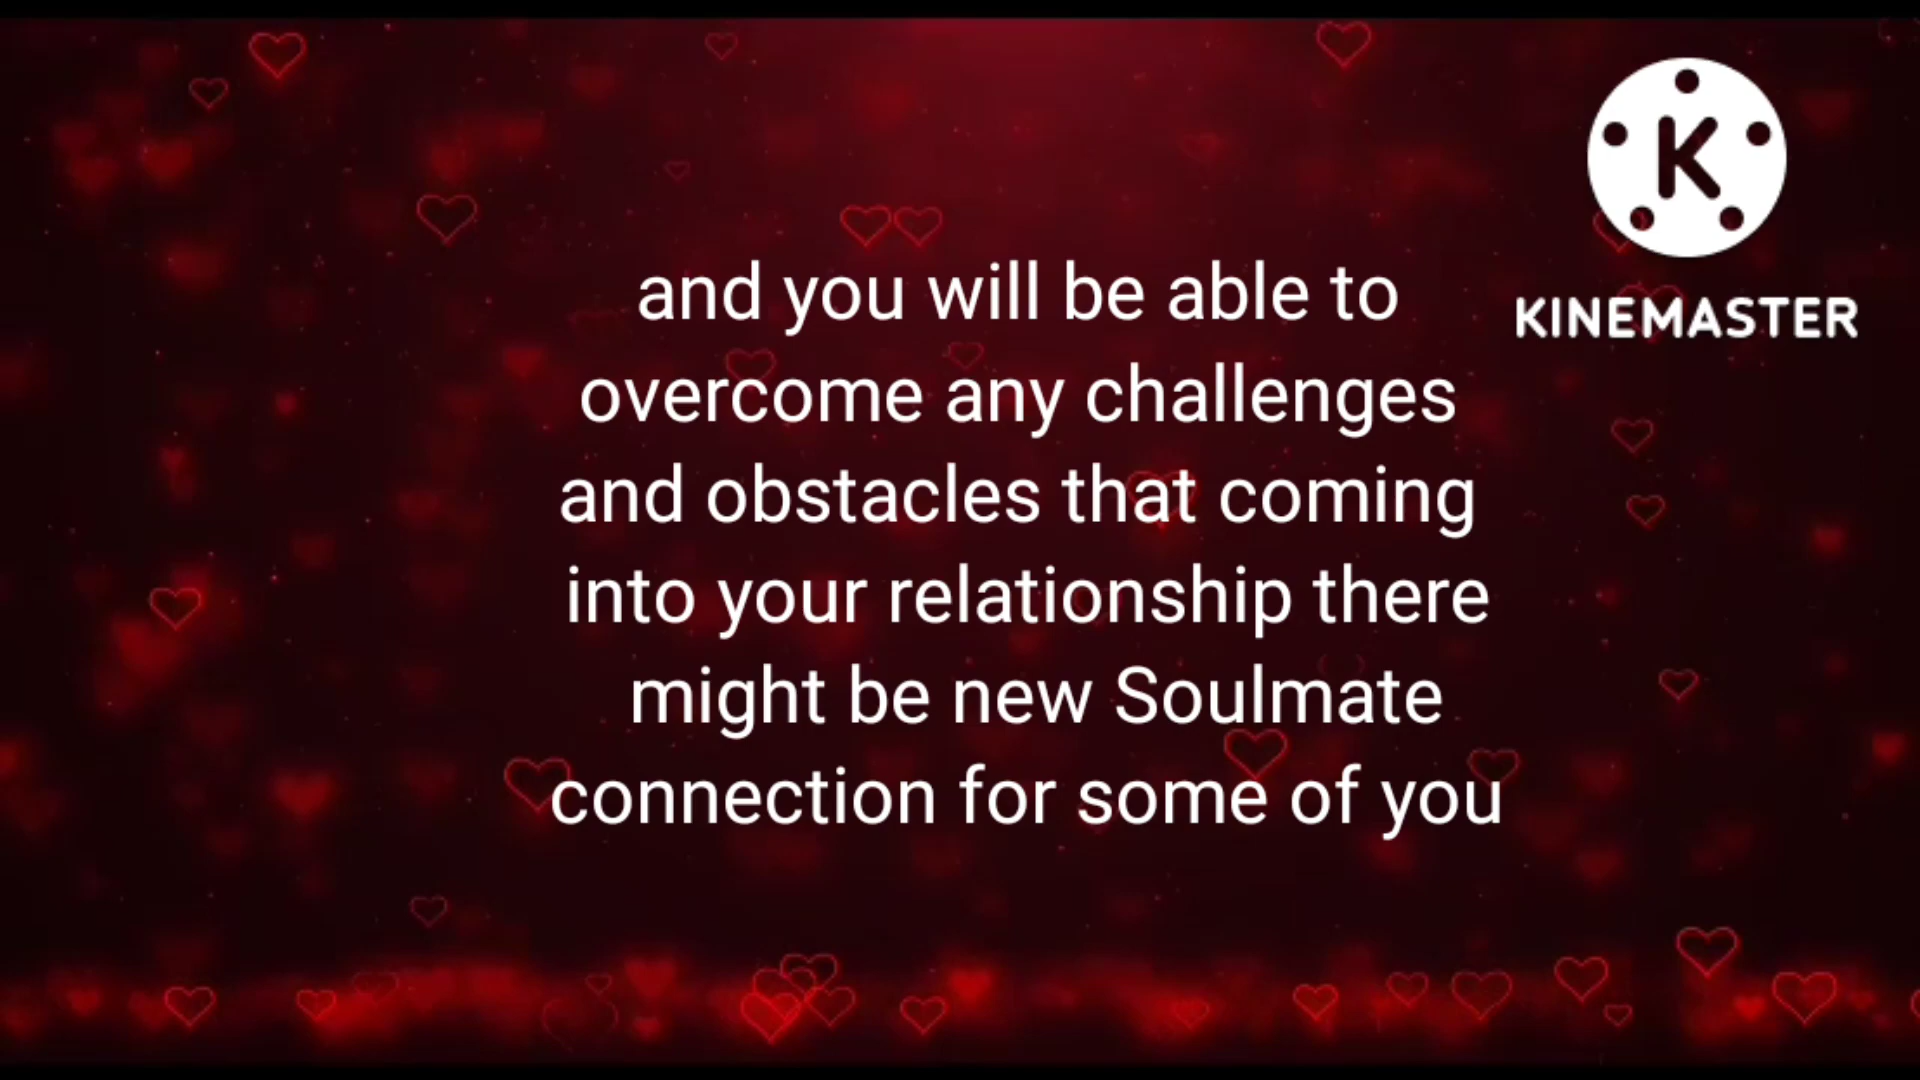 K
KINEMASTER
and you will be able to
overcome any challenges
and obstacles that coming
into your relationship there
might be new Soulmate
connection for some of you